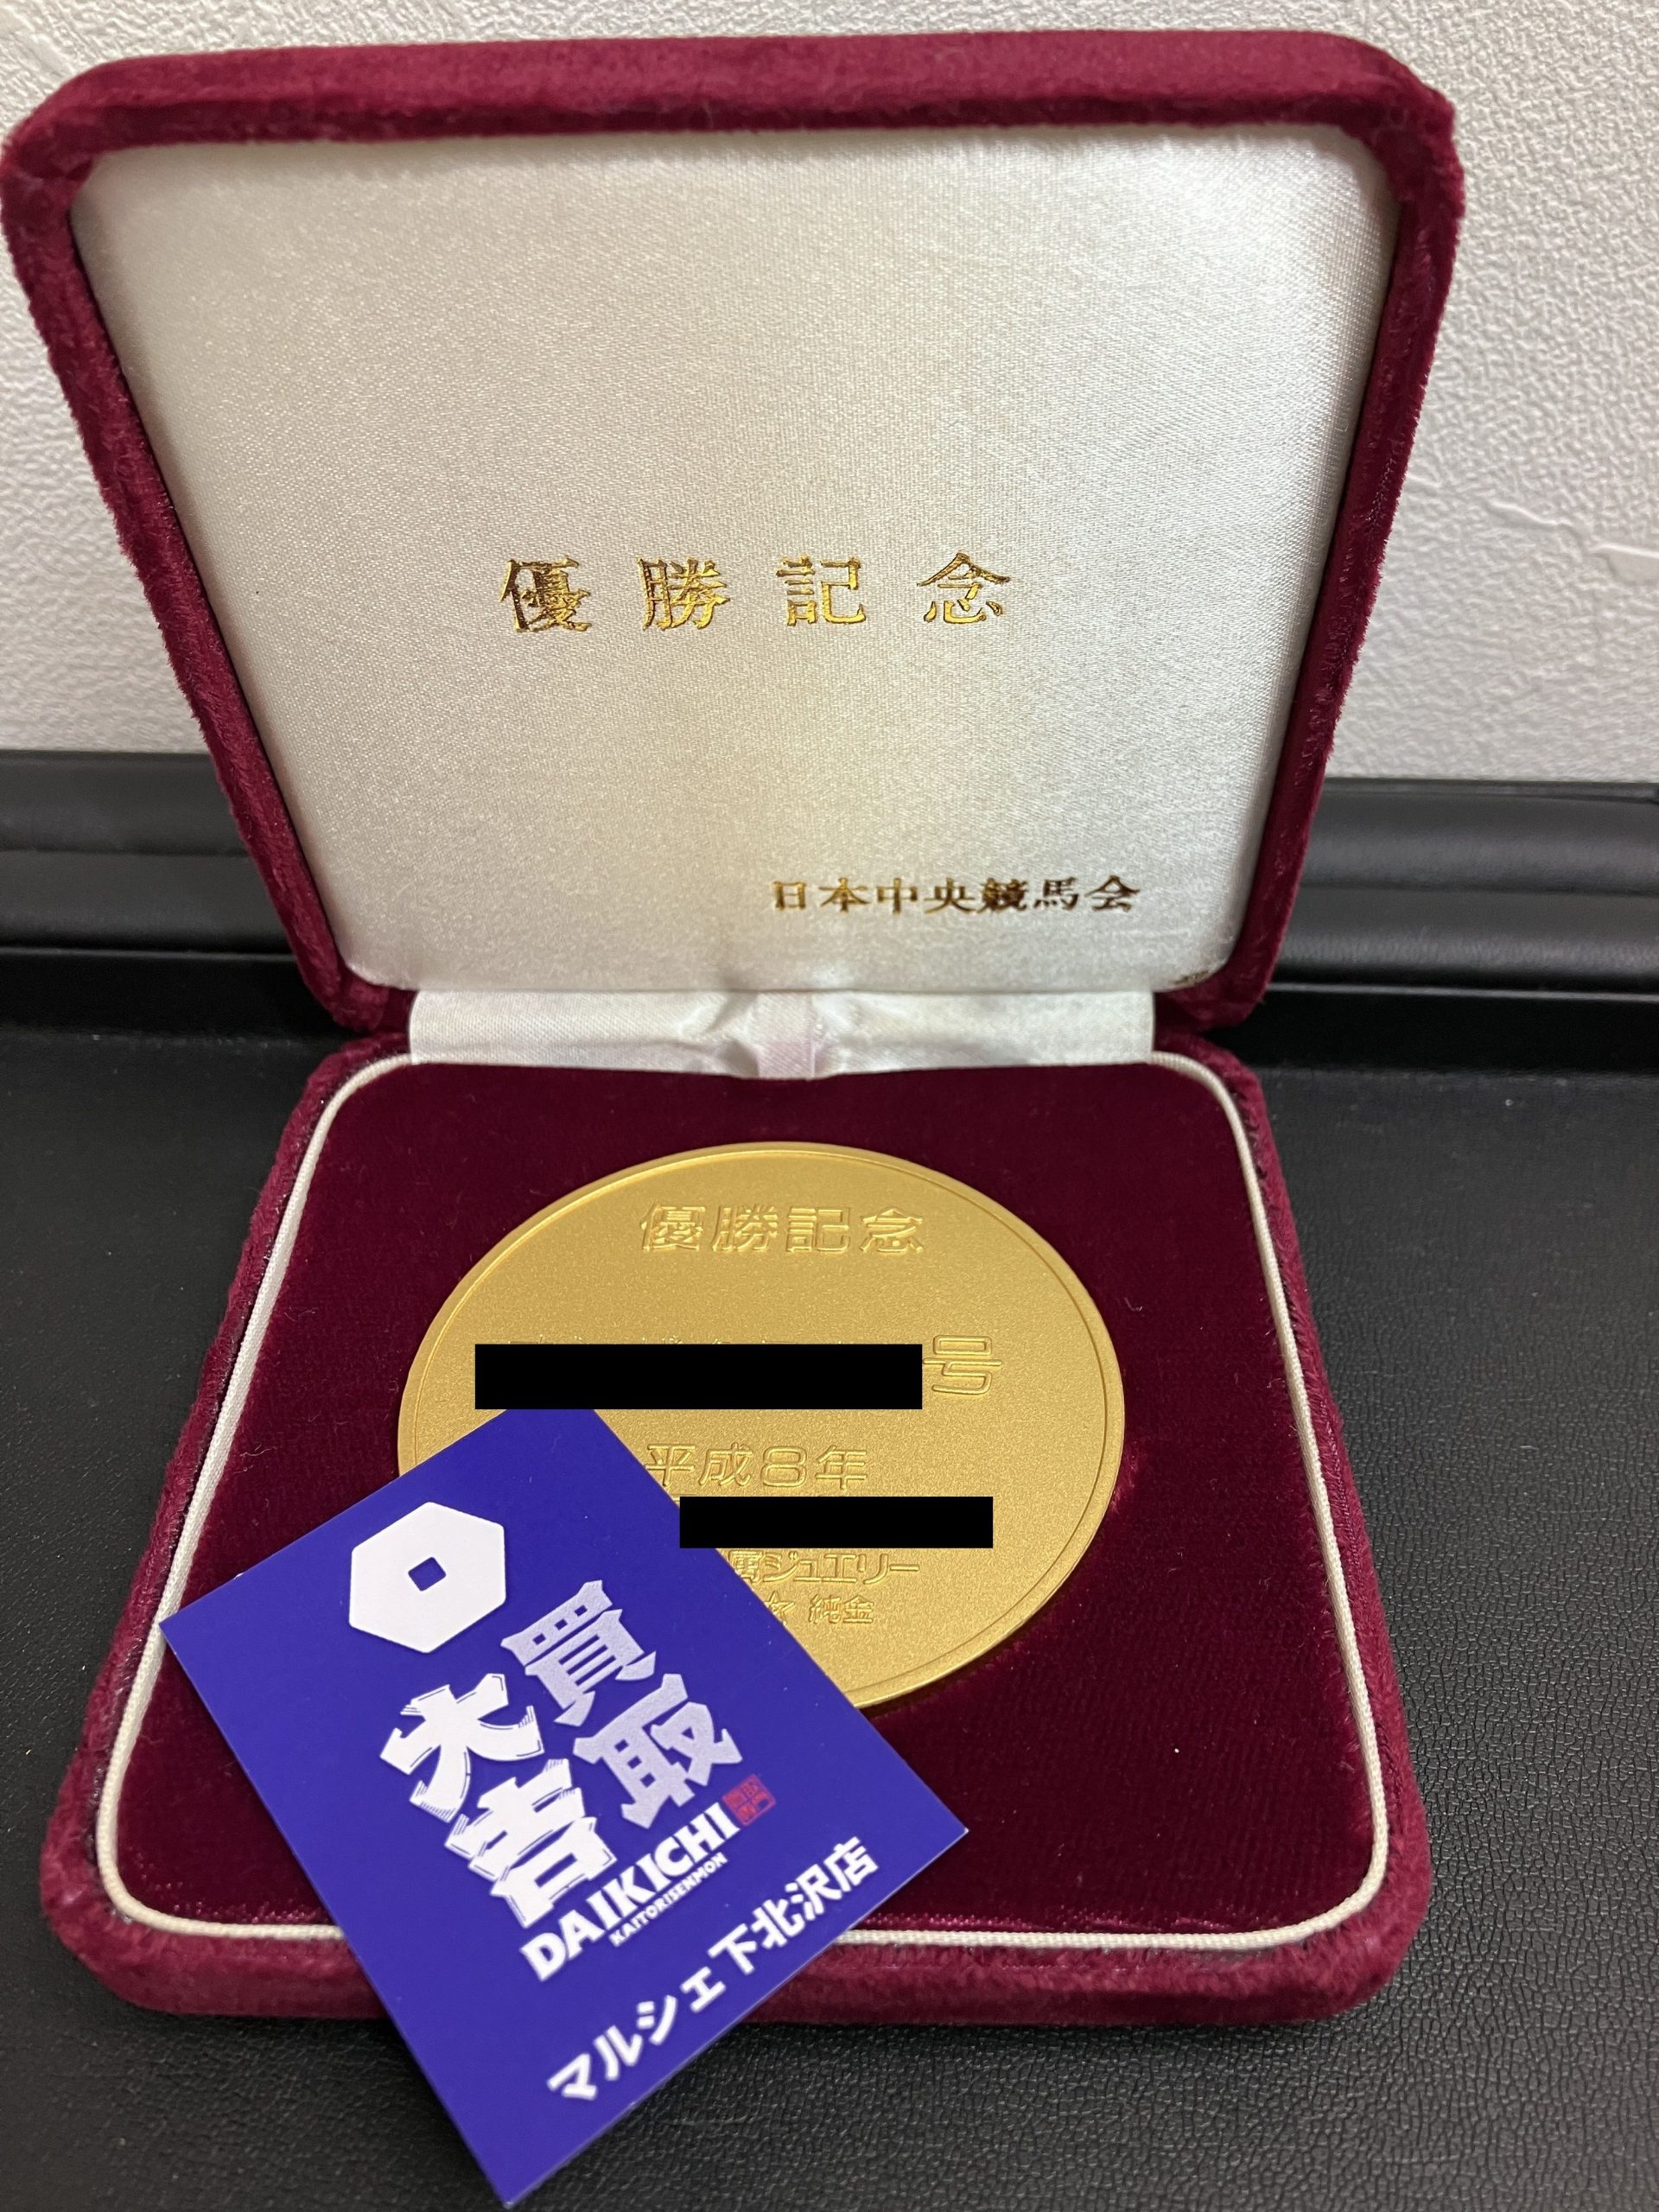 優勝記念
日本中央競馬会
優勝記念
号
平成8年
ジュエリー
☆ 純金
買取
大吉
DAIKICHI
KAITORISENMON
マルシェ下北沢店